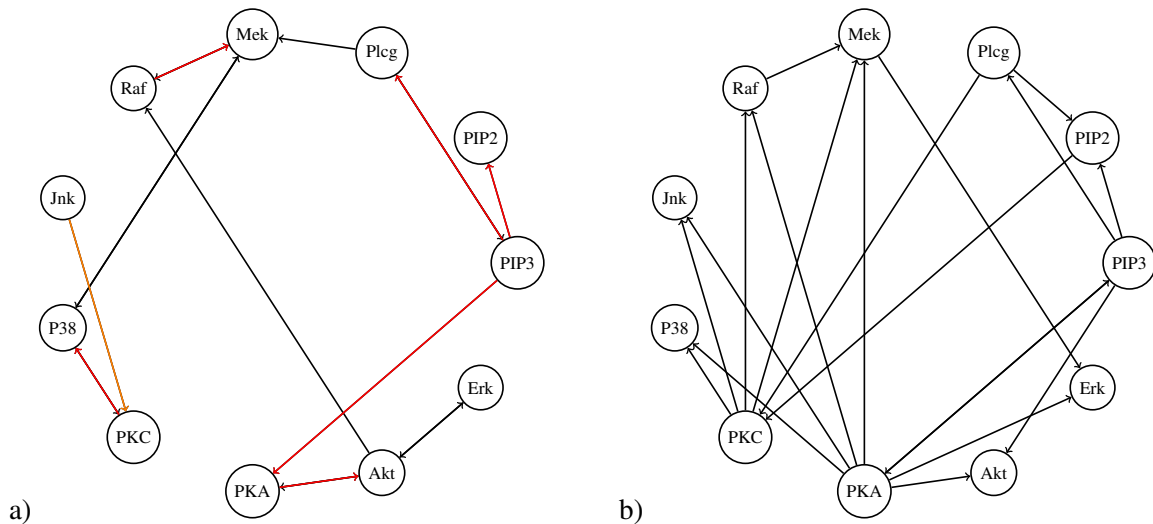 Mek
Plcg
Raf
PIP2
Jnk
PIP3
P38
Erk
PKC
Akt
PKA
a)
Mek
Plcg
Raf
PIP2
Jnk
PIP3
P38
Erk
PKC
Akt
PKA
b)